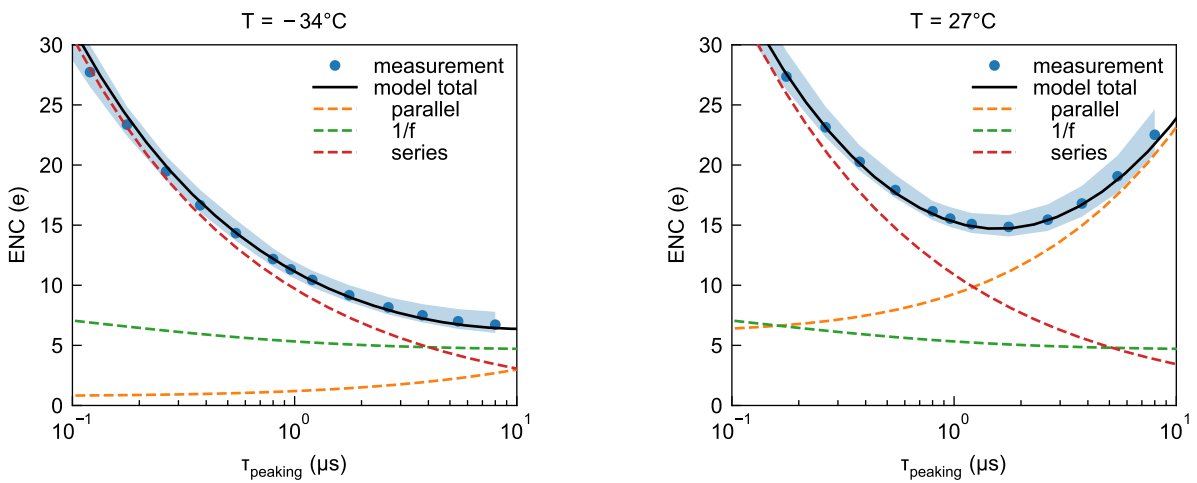 T = −34°C
30
25
20
15
10
5
0
ENC (e)
measurement
model total
parallel
1/f
series
10⁻¹
10⁰
10¹
τpeaking (μs)
T = 27°C
30
25
20
15
10
5
0
ENC (e)
measurement
model total
parallel
1/f
series
10⁻¹
10⁰
10¹
τpeaking (μs)